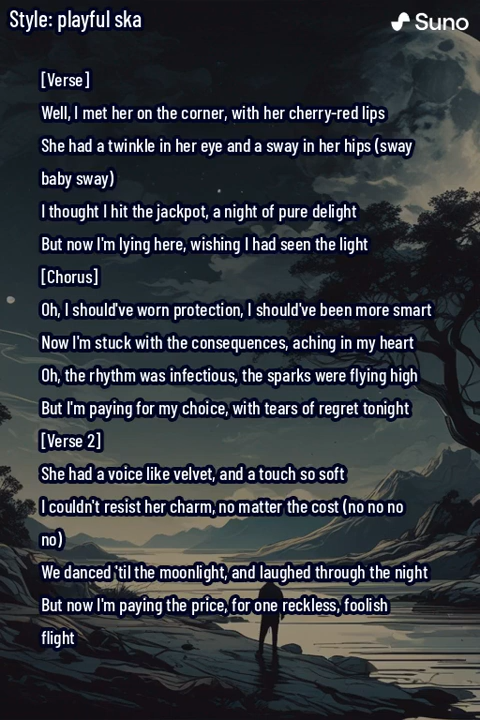 Style: playful ska
Suno
[Verse]
Well, I met her on the corner, with her cherry-red lips
She had a twinkle in her eye and a sway in her hips (sway
baby sway)
I thought I hit the jackpot, a night of pure delight
But now I'm lying here, wishing I had seen the light
[Chorus]
Oh, I should've worn protection, I should've been more smart
Now I'm stuck with the consequences, aching in my heart
Oh, the rhythm was infectious, the sparks were flying high
But I'm paying for my choice, with tears of regret tonight
[Verse 2]
She had a voice like velvet, and a touch so soft
I couldn't resist her charm, no matter the cost (no no no
no)
We danced 'til the moonlight, and laughed through the night
But now I'm paying the price, for one reckless, foolish
flight